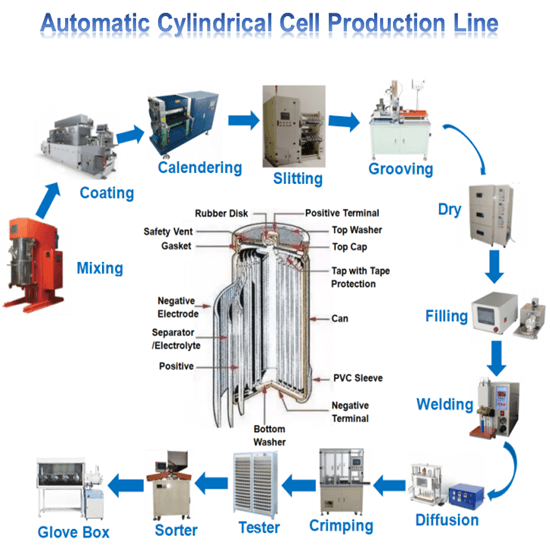 Automatic Cylindrical Cell Production Line
Coating
Calendering
Slitting
Grooving
Mixing
Dry
Filling
Welding
Diffusion
Crimping
Tester
Sorter
Glove Box
Rubber Disk
Positive Terminal
Safety Vent
Top Washer
Gasket
Top Cap
Tap with Tape
Protection
Negative
Electrode
Can
Separator
/Electrolyte
Positive
PVC Sleeve
Negative
Terminal
Bottom
Washer